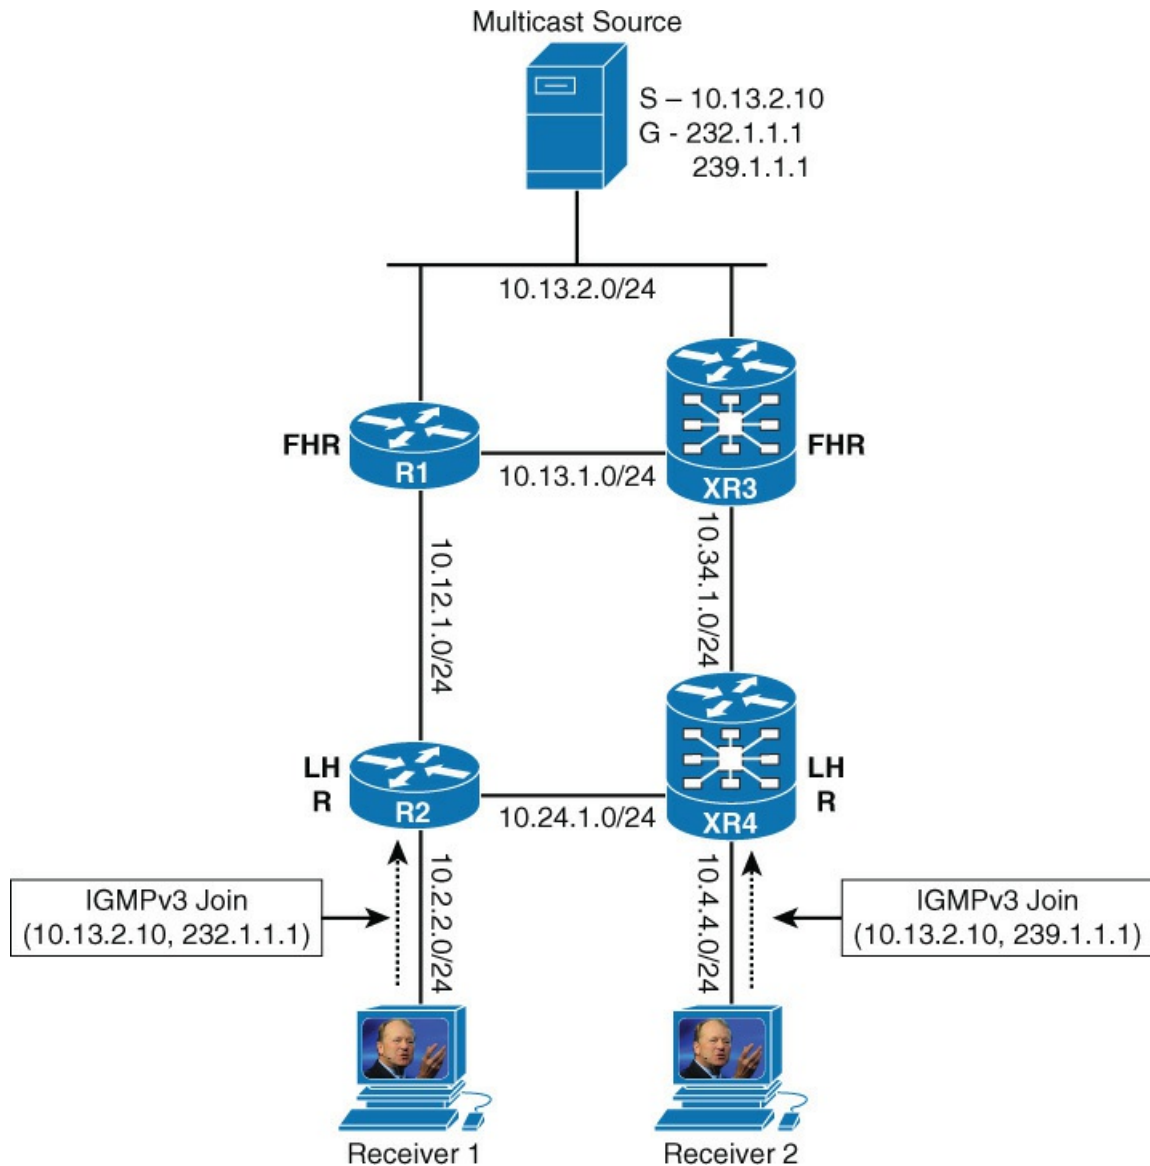 Multicast Source
S – 10.13.2.10
G - 232.1.1.1
239.1.1.1
10.13.2.0/24
FHR
R1
10.13.1.0/24
XR3
FHR
10.12.1.0/24
10.34.1.0/24
LH
R
R2
10.24.1.0/24
XR4
LH
R
IGMPv3 Join
(10.13.2.10, 232.1.1.1)
10.2.2.0/24
10.4.4.0/24
IGMPv3 Join
(10.13.2.10, 239.1.1.1)
Receiver 1
Receiver 2